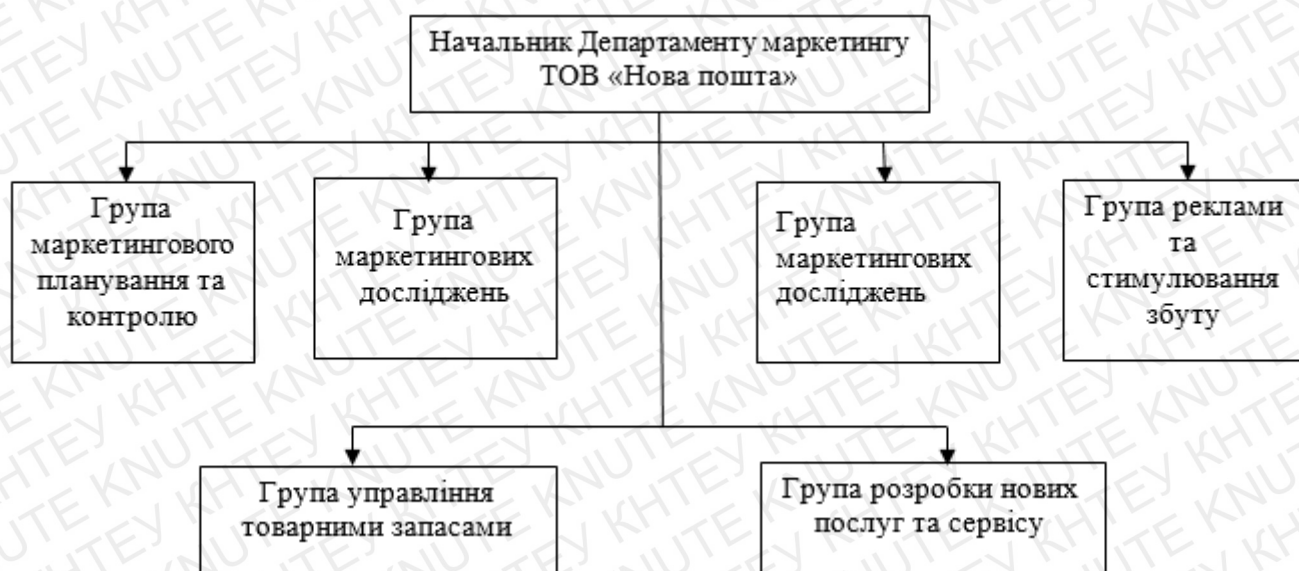 Начальник Департаменту маркетингу
ТОВ «Нова пошта»
Група
маркетингового
планування та
контролю
Група
маркетингових
досліджень
Група
маркетингових
досліджень
Група реклами
та
стимулювання
збуту
Група управління
товарними запасами
Група розробки нових
послуг та сервісу